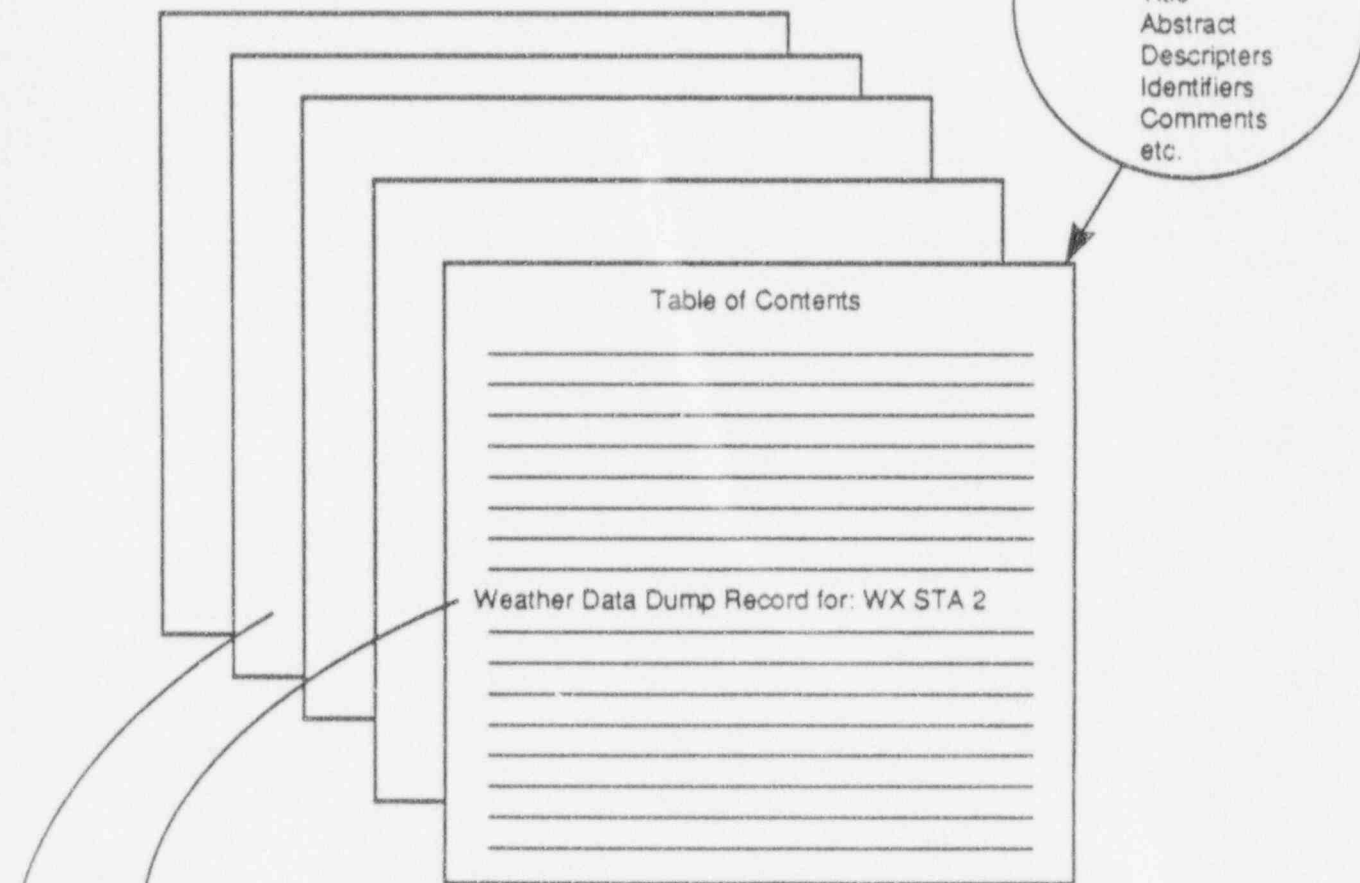 Abstract
Descripters
Identifiers
Comments
etc.
Table of Contents
Weather Data Dump Record for: WX STA 2